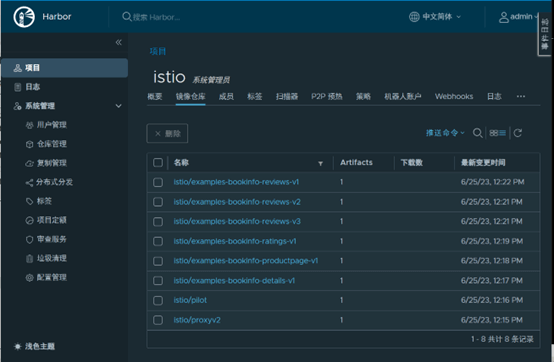 Harbor
搜索 Harbor...
中文简体
admin
事件日志
项目
日志
系统管理
用户管理
仓库管理
复制管理
分布式分发
标签
项目定额
审查服务
垃圾清理
配置管理
浅色主题
项目
istio 系统管理员
概要 镜像仓库 成员 标签 扫描器 P2P 预热 策略 机器人账户 Webhooks 日志 ...
× 删除 推送命令
名称 Artifacts 下载数 最新变更时间
istio/examples-bookinfo-reviews-v1 1 6/25/23, 12:22 PM
istio/examples-bookinfo-reviews-v2 1 6/25/23, 12:21 PM
istio/examples-bookinfo-reviews-v3 1 6/25/23, 12:21 PM
istio/examples-bookinfo-ratings-v1 1 6/25/23, 12:19 PM
istio/examples-bookinfo-productpage-v1 1 6/25/23, 12:18 PM
istio/examples-bookinfo-details-v1 1 6/25/23, 12:17 PM
istio/pilot 1 6/25/23, 12:16 PM
istio/proxyv2 1 6/25/23, 12:15 PM
1 - 8 共计 8 条记录